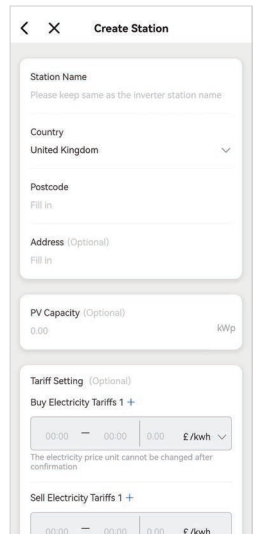 Create Station
Station Name
Please keep same as the inverter station name
Country
United Kingdom
Postcode
Fill in
Address (Optional)
Fill in
PV Capacity (Optional)
0.00 kWp
Tariff Setting (Optional)
Buy Electricity Tariffs 1 +
00:00 — 00:00 0.00 £/kwh
The electricity price unit cannot be changed after
confirmation
Sell Electricity Tariffs 1 +
00:00 — 00:00 0.00 £/kwh